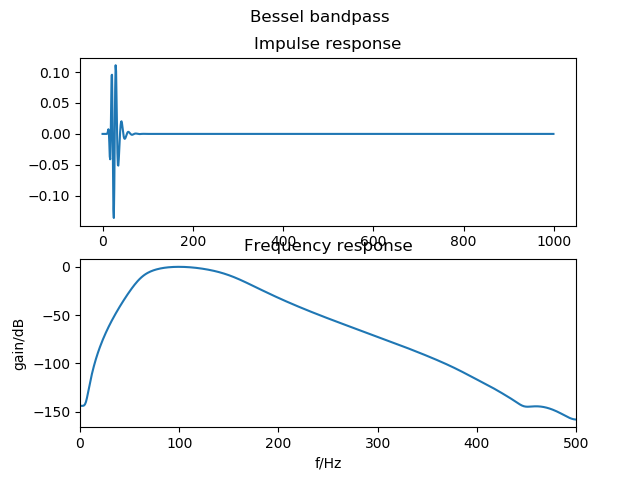 Bessel bandpass
Impulse response
0.10
0.05
0.00
−0.05
−0.10
0 200 400 600 800 1000
Frequency response
0
−50
−100
−150
gain/dB
0 100 200 300 400 500
f/Hz